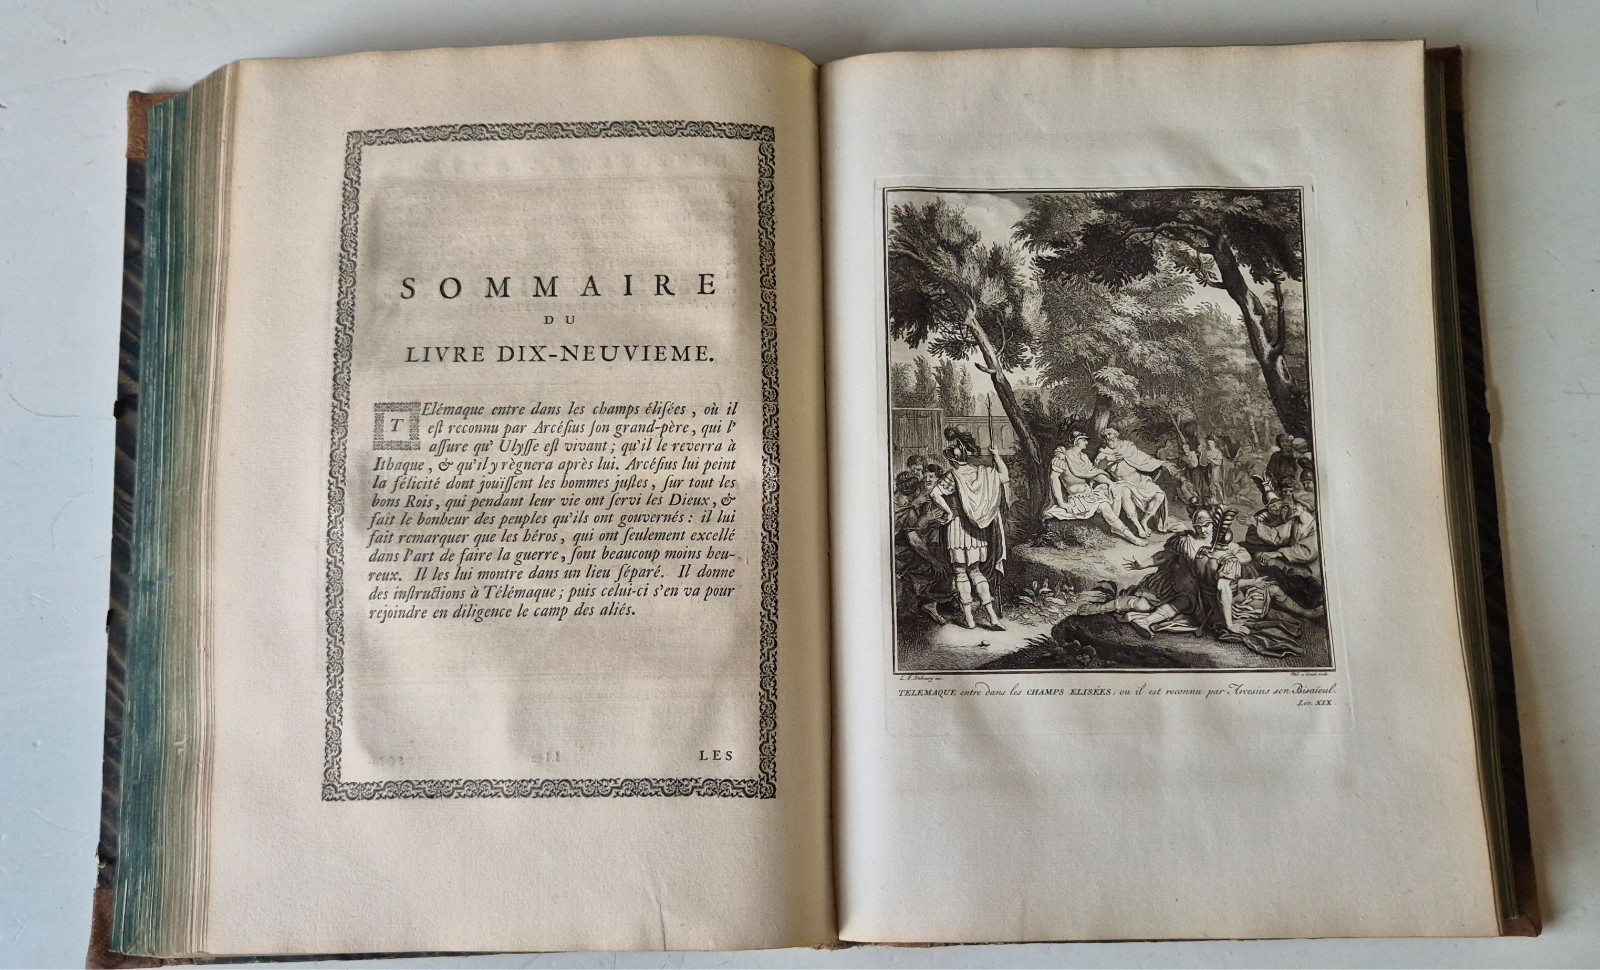 SOMMAIRE
DU
LIVRE DIX-NEUVIEME.
TElémaque entre dans les champs élisées, où il
est reconnu par Arcésius son grand-père, qui l'
assure qu' Ulysse est vivant; qu'il le reverra à
Ithaque, & qu'il y règnera après lui. Arcésius lui peint
la félicité dont jouïssent les hommes justes, sur tout les
bons Rois, qui pendant leur vie ont servi les Dieux, &
fait le bonheur des peuples qu'ils ont gouvernés: il lui
fait remarquer que les héros, qui ont seulement excellé
dans l'art de faire la guerre, sont beaucoup moins heu-
reux. Il les lui montre dans un lieu séparé. Il donne
des instructions à Télémaque; puis celui-ci s'en va pour
rejoindre en diligence le camp des aliés.
LES
L. F. Dubourg inv.
TELEMAQUE entre dans les CHAMPS ELISÉES: ou il est reconnu par Arcesius son Bisaïeul.
Liv. XIX.